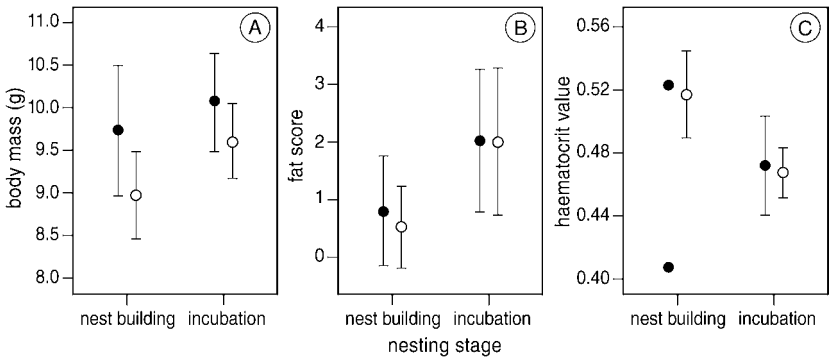 A
body mass (g)
11.0
10.5
10.0
9.5
9.0
8.5
8.0
nest building incubation
B
fat score
4
3
2
1
0
nest building incubation
nesting stage
C
haematocrit value
0.56
0.52
0.48
0.44
0.40
nest building incubation